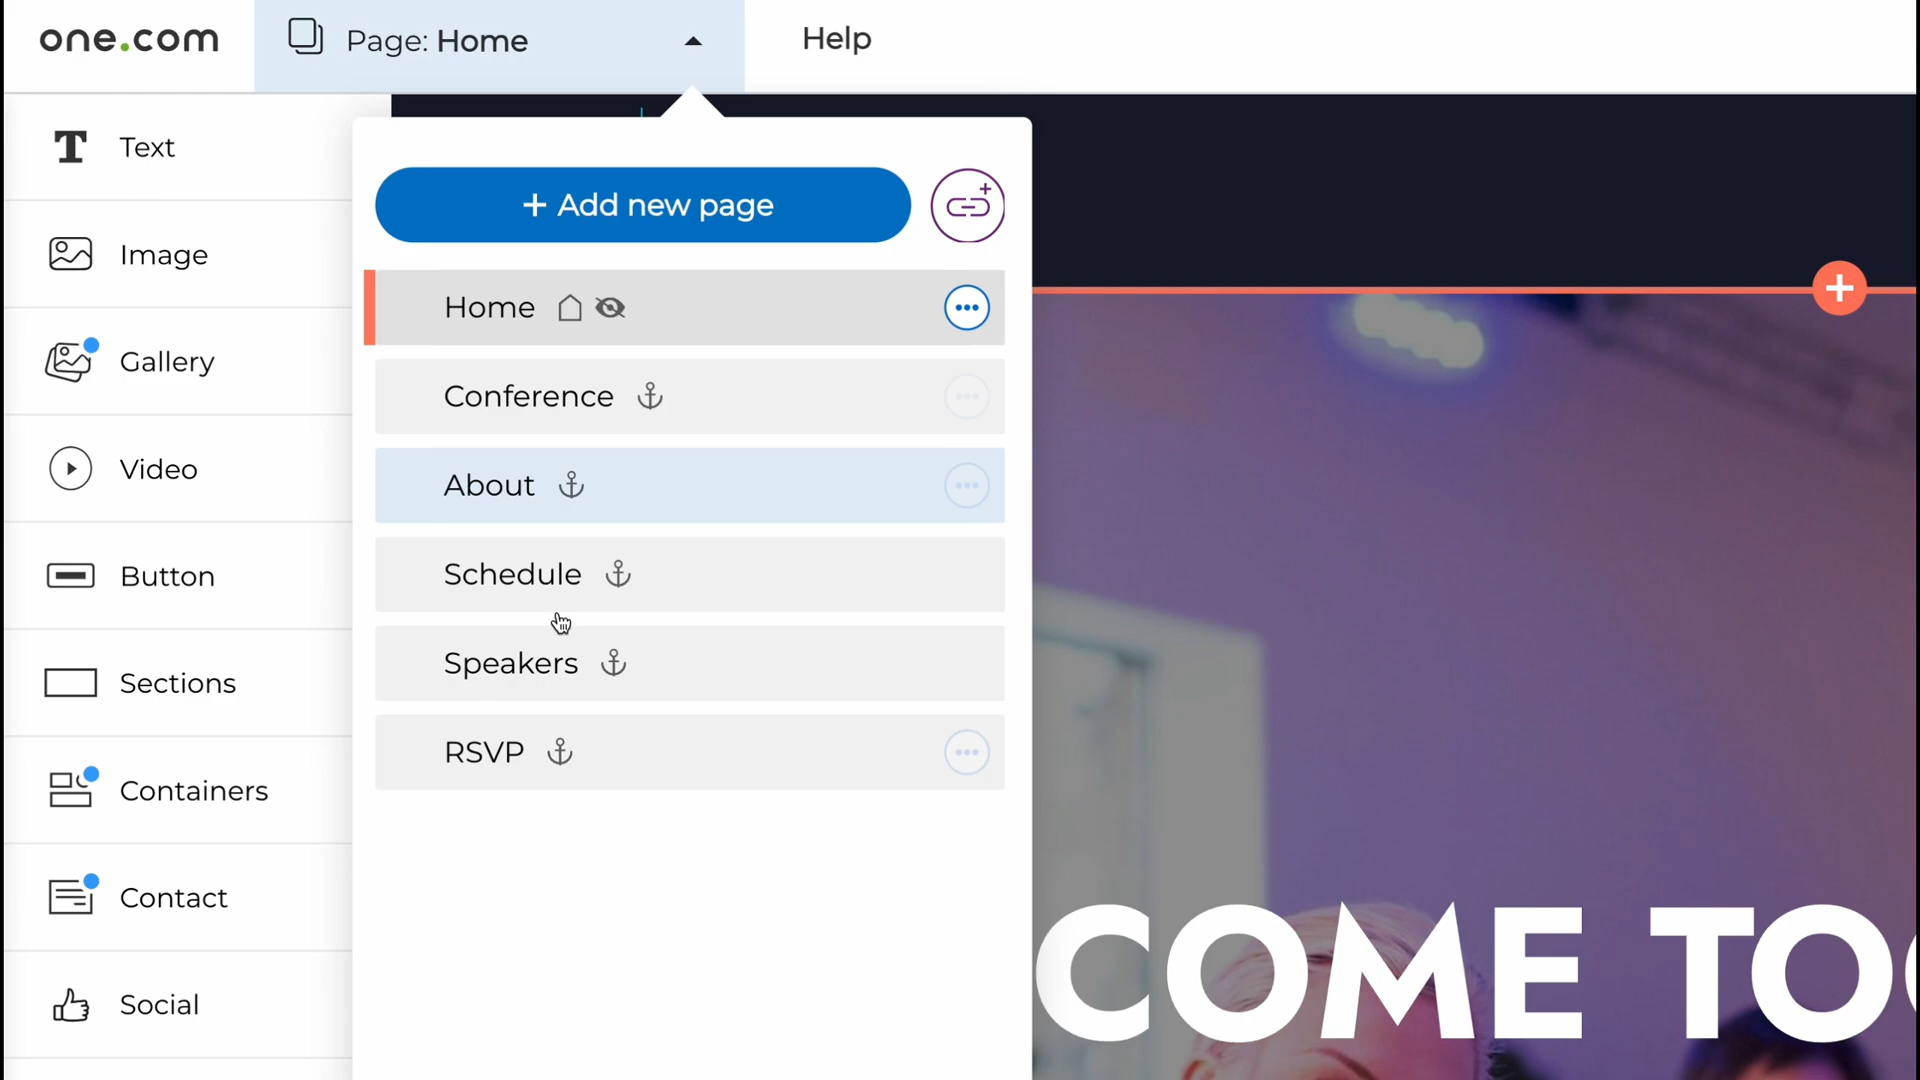 one.com
Page: Home
Help
Text
Image
Gallery
Video
Button
Sections
Containers
Contact
Social
+ Add new page
Home
Conference
About
Schedule
Speakers
RSVP
COME TO